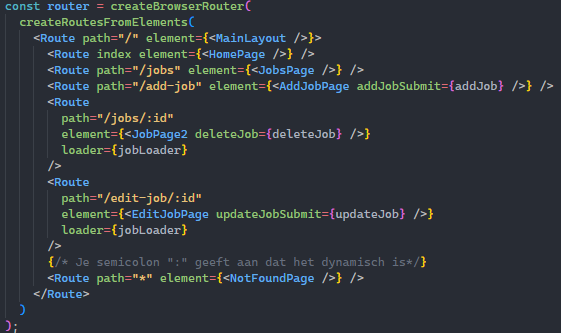 const router = createBrowserRouter(
  createRoutesFromElements(
    <Route path="/" element={<MainLayout />}>
      <Route index element={<HomePage />} />
      <Route path="/jobs" element={<JobsPage />} />
      <Route path="/add-job" element={<AddJobPage addJobSubmit={addJob} />} />
      <Route
        path="/jobs/:id"
        element={<JobPage2 deleteJob={deleteJob} />}
        loader={jobLoader}
      />
      <Route
        path="/edit-job/:id"
        element={<EditJobPage updateJobSubmit={updateJob} />}
        loader={jobLoader}
      />
      {/* Je semicolon ":" geeft aan dat het dynamisch is*/}
      <Route path="*" element={<NotFoundPage />} />
    </Route>
  )
);